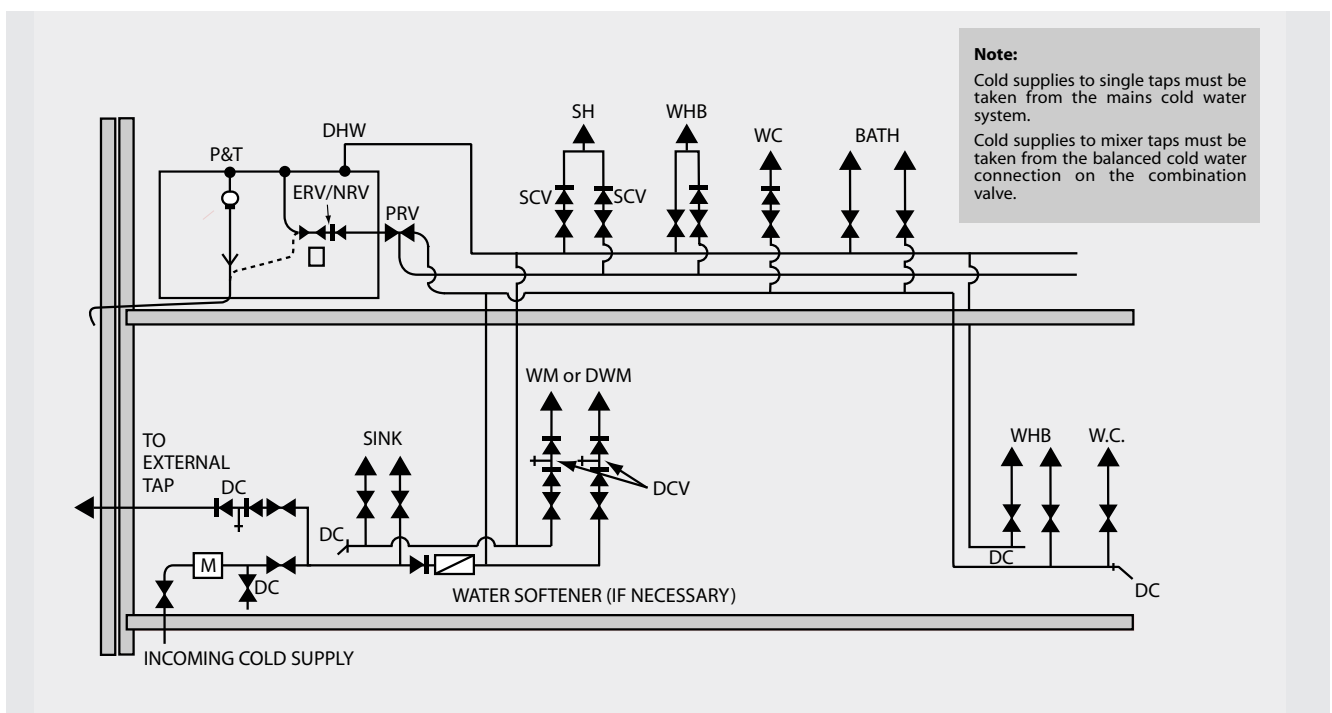 Note:
Cold supplies to single taps must be
taken from the mains cold water
system.
Cold supplies to mixer taps must be
taken from the balanced cold water
connection on the combination
valve.
SH
WHB
WC
BATH
DHW
P&T
ERV/NRV
PRV
SCV
SCV
WM or DWM
SINK
TO
EXTERNAL
TAP
DC
DCV
WHB
W.C.
DC
M
DC
DC
DC
WATER SOFTENER (IF NECESSARY)
INCOMING COLD SUPPLY